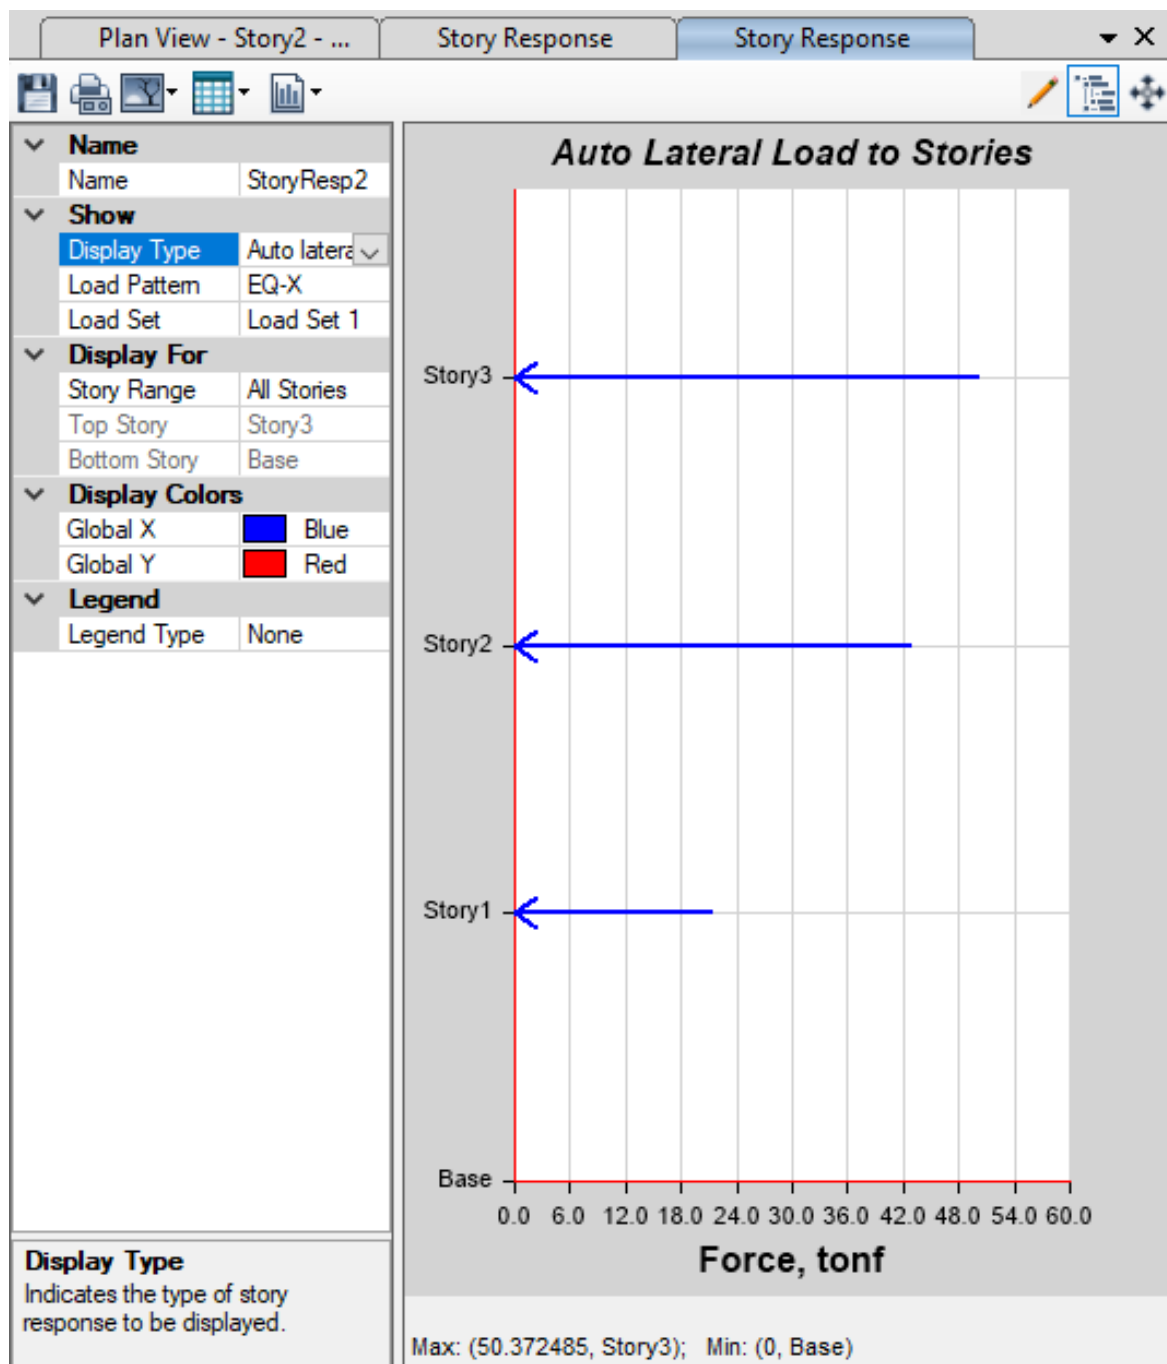 Plan View - Story2 - ...
Story Response
Story Response
Name
Name StoryResp2
Show
Display Type Auto latera
Load Pattern EQ-X
Load Set Load Set 1
Display For
Story Range All Stories
Top Story Story3
Bottom Story Base
Display Colors
Global X Blue
Global Y Red
Legend
Legend Type None
Display Type
Indicates the type of story
response to be displayed.
Auto Lateral Load to Stories
Story3
Story2
Story1
Base
0.0 6.0 12.0 18.0 24.0 30.0 36.0 42.0 48.0 54.0 60.0
Force, tonf
Max: (50.372485, Story3); Min: (0, Base)